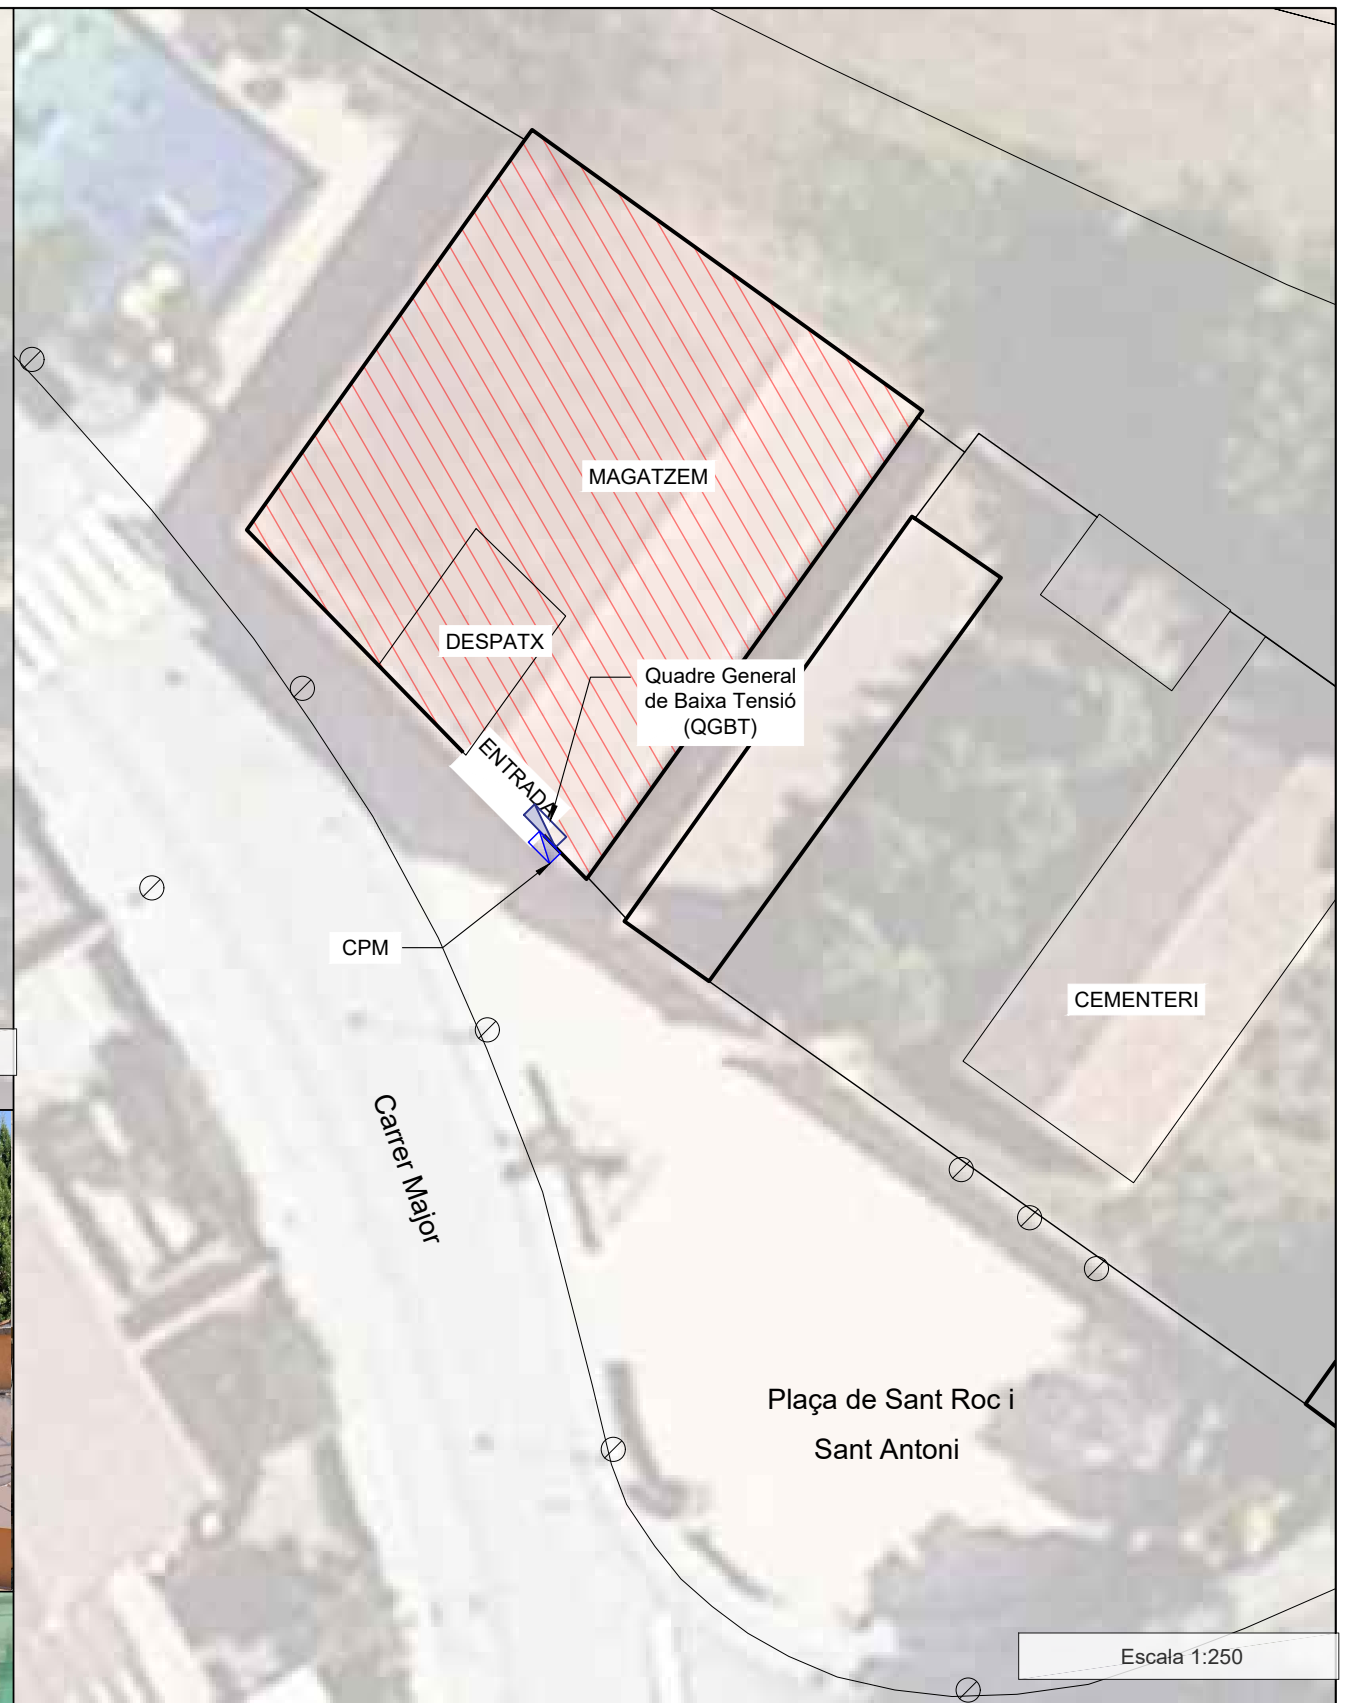 MAGATZEM
DESPATX
Quadre General
de Baixa Tensió
(QGBT)
ENTRADA
CPM
CEMENTERI
Carrer Major
Plaça de Sant Roc i
Sant Antoni
Escala 1:250